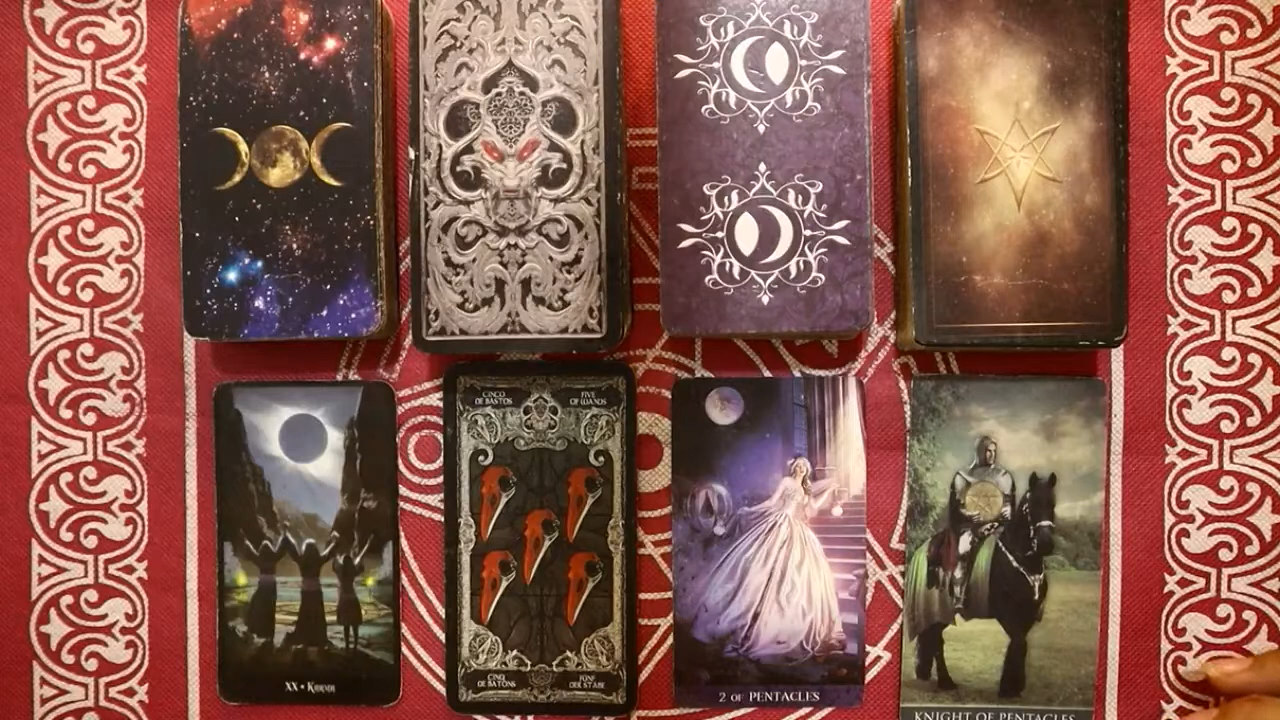 XX • KARMA
CINCO
DE BASTOS
FIVE
OF WANDS
CINQ
DE BATONS
FÜNF
DER STÄBE
2 OF PENTACLES
KNIGHT OF PENTACLES